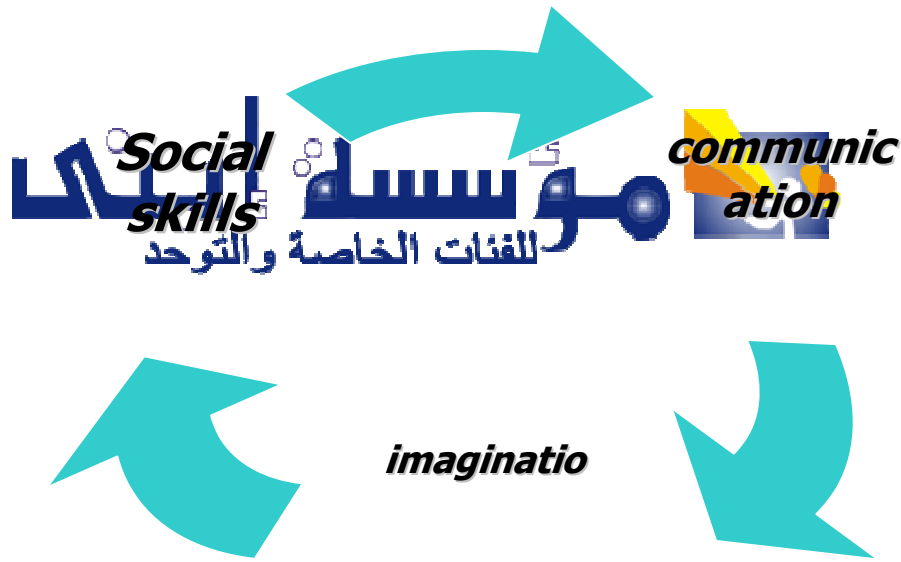 Social
skills
communic
ation
مؤسسة
للفئات الخاصة والتوحد
imaginatio